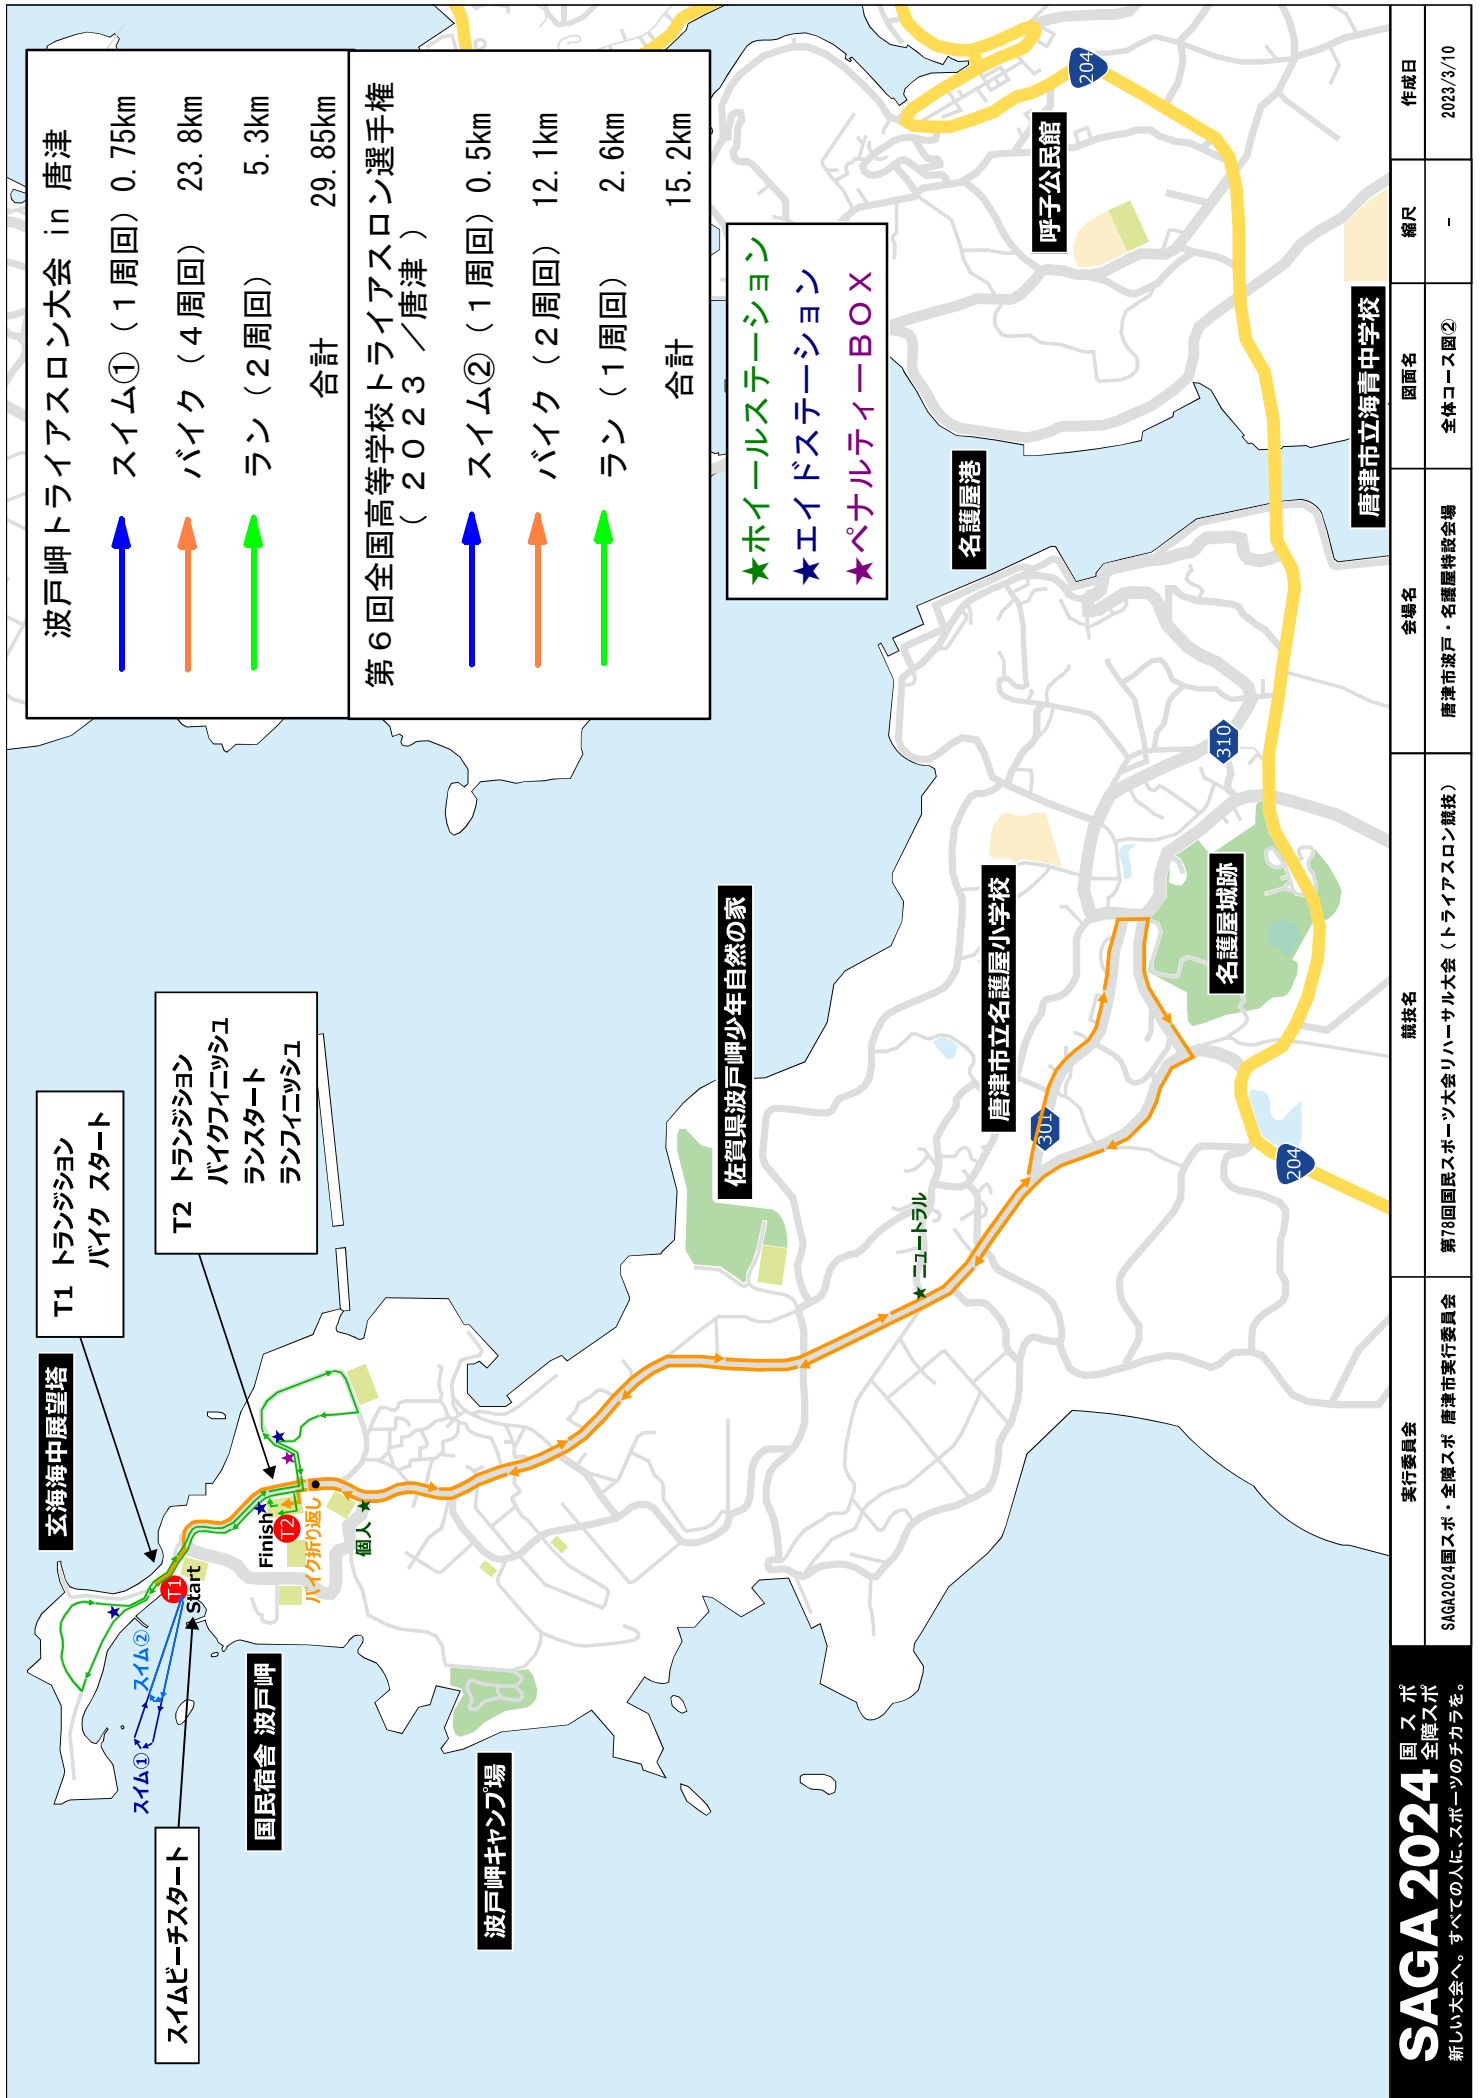 波戸岬トライアスロン大会 in 唐津
スイム①（１周回）0.75km
バイク（４周回） 23.8km
ラン（２周回） 5.3km
合計 29.85km
第６回全国高等学校トライアスロン選手権
（２０２３／唐津）
スイム②（１周回）0.5km
バイク（２周回） 12.1km
ラン（１周回） 2.6km
合計 15.2km
★ホイールステーション
★エイドステーション
★ペナルティーＢＯＸ
T1 トランジション
バイク スタート
T2 トランジション
バイクフィニッシュ
ランスタート
ランフィニッシュ
玄海海中展望塔
スイム①
スイム②
T1
Start
スイムビーチスタート
Finish
T2
バイク折り返し
個人
国民宿舎 波戸岬
波戸岬キャンプ場
佐賀県波戸岬少年自然の家
★ニュートラル
唐津市立名護屋小学校
301
名護屋城跡
310
204
名護屋港
呼子公民館
204
唐津市立海青中学校
SAGA 2024 国スポ
全障スポ
新しい大会へ。すべての人に、スポーツのチカラを。
実行委員会
SAGA2024国スポ・全障スポ 唐津市実行委員会
競技名
第78回国民スポーツ大会リハーサル大会（トライアスロン競技）
会場名
唐津市波戸・名護屋特設会場
図面名
全体コース図②
縮尺
-
作成日
2023/3/10